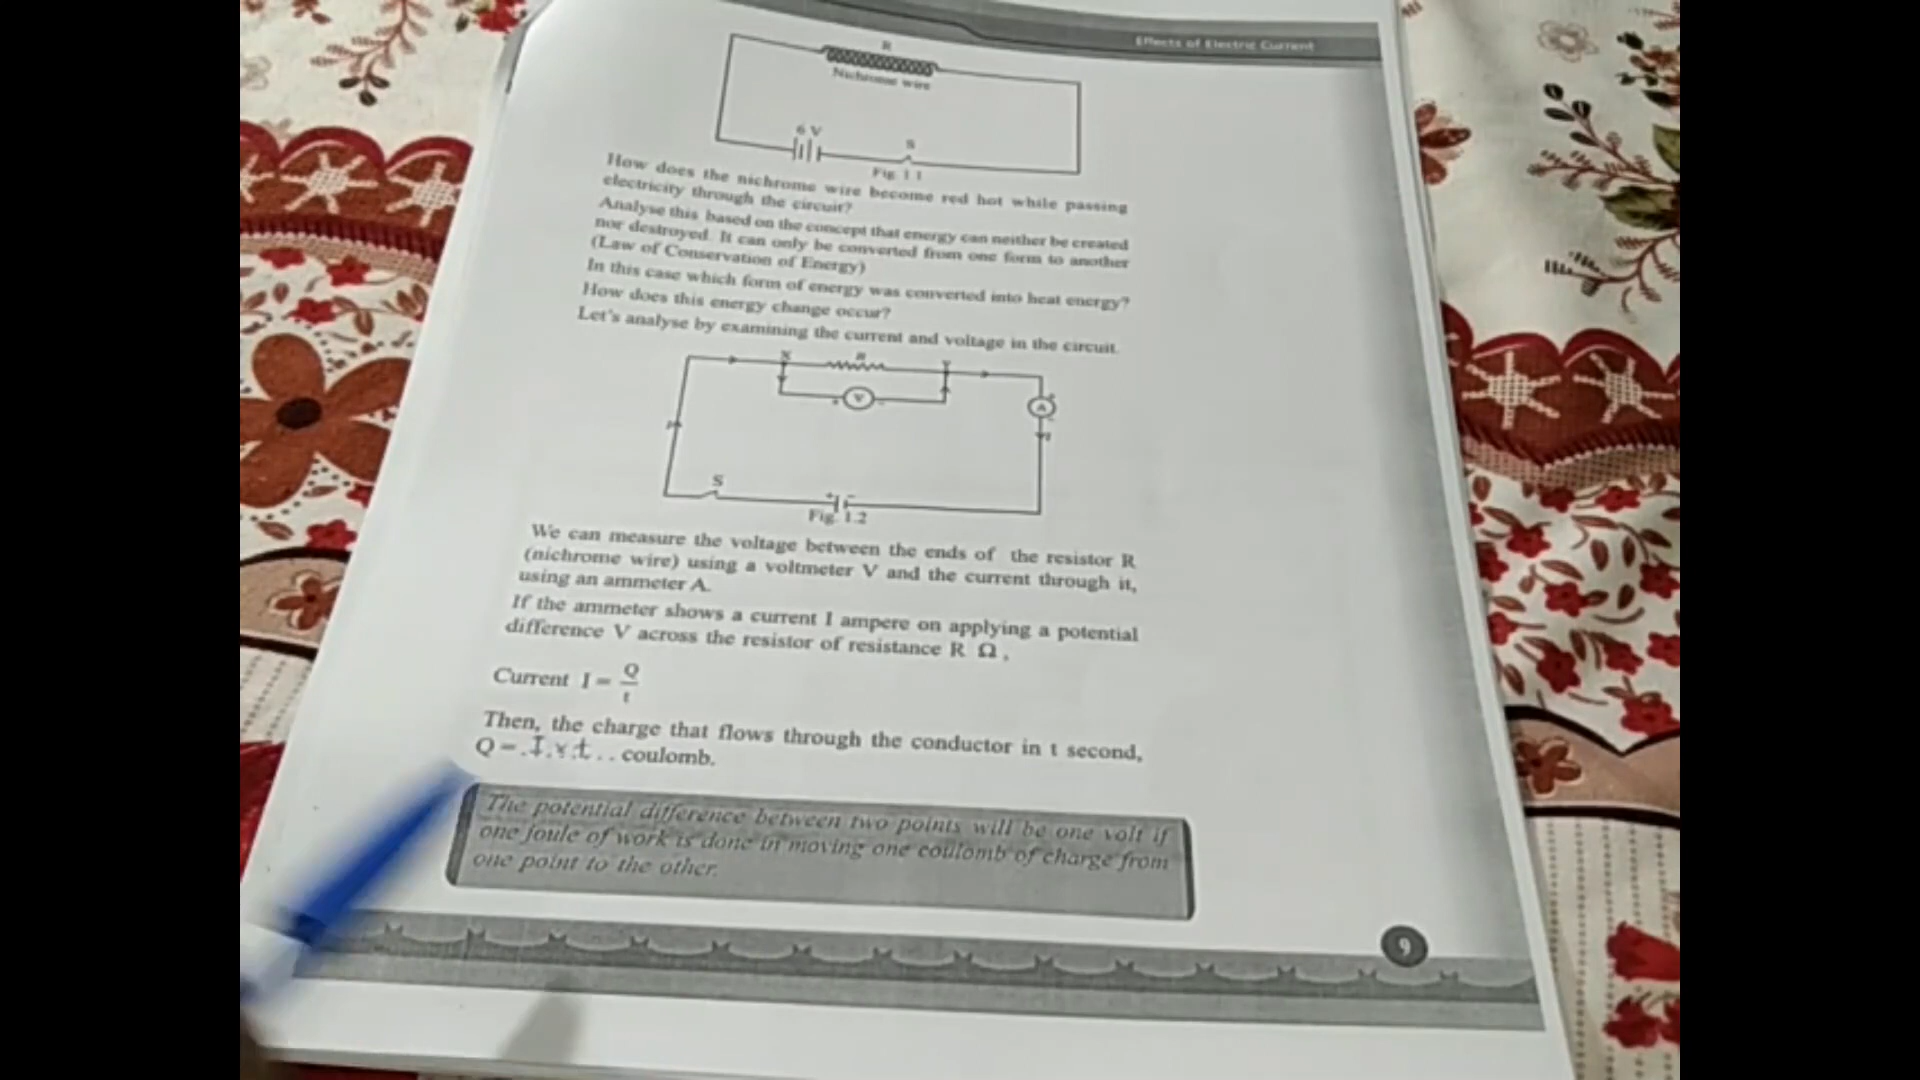 Effects of Electric Current
R
Nichrome wire
6 V
S
Fig 1 1
How does the nichrome wire become red hot while passing
electricity through the circuit?
Analyse this based on the concept that energy can neither be created
nor destroyed. It can only be converted from one form to another
(Law of Conservation of Energy)
In this case which form of energy was converted into heat energy?
How does this energy change occur?
Let's analyse by examining the current and voltage in the circuit.
X R Y
+ V -
+
A
-
I
S
+ -
Fig. 1.2
We can measure the voltage between the ends of the resistor R
(nichrome wire) using a voltmeter V and the current through it,
using an ammeter A.
If the ammeter shows a current I ampere on applying a potential
difference V across the resistor of resistance R Ω,
Current I = Q/t
Then, the charge that flows through the conductor in t second,
Q = .I.x.t.. coulomb.
The potential difference between two points will be one volt if
one joule of work is done in moving one coulomb of charge from
one point to the other.
9